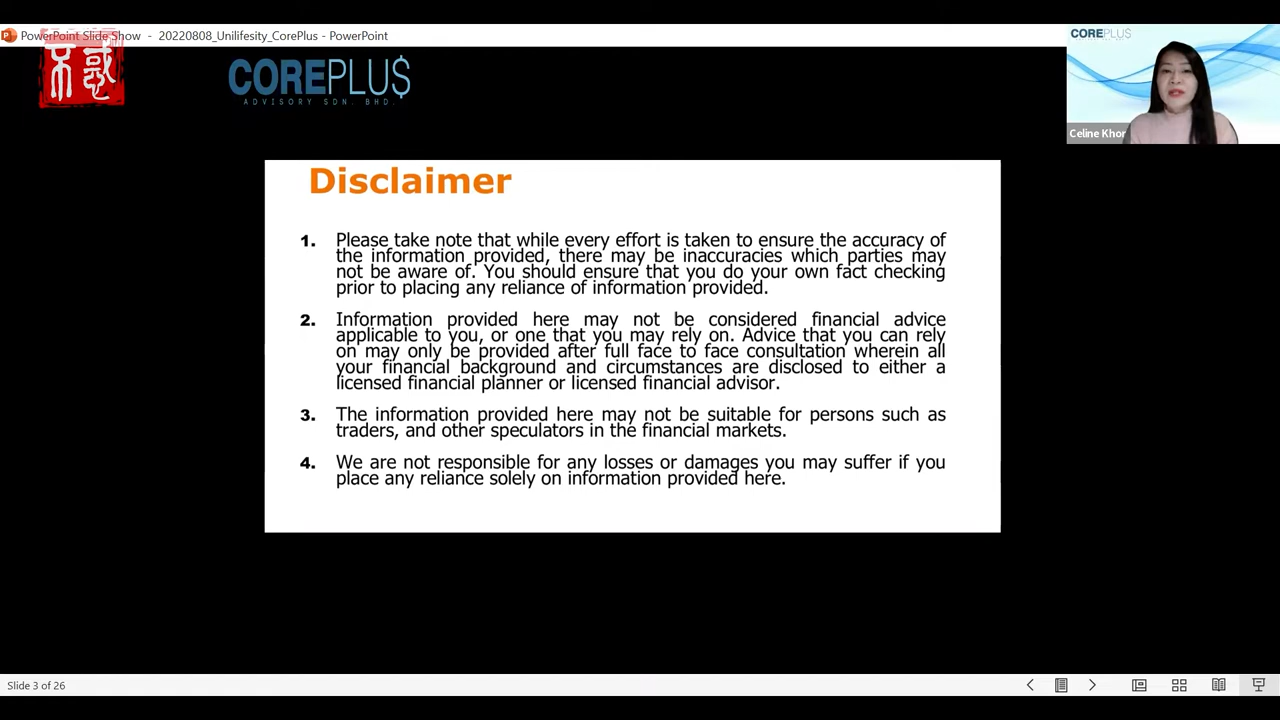 PowerPoint Slide Show - 20220808_Unilifesity_CorePlus - PowerPoint
不惑
COREPLU$
ADVISORY SDN. BHD.
COREPLU$
Celine Khor
Disclaimer
1. Please take note that while every effort is taken to ensure the accuracy of
the information provided, there may be inaccuracies which parties may
not be aware of. You should ensure that you do your own fact checking
prior to placing any reliance of information provided.
2. Information provided here may not be considered financial advice
applicable to you, or one that you may rely on. Advice that you can rely
on may only be provided after full face to face consultation wherein all
your financial background and circumstances are disclosed to either a
licensed financial planner or licensed financial advisor.
3. The information provided here may not be suitable for persons such as
traders, and other speculators in the financial markets.
4. We are not responsible for any losses or damages you may suffer if you
place any reliance solely on information provided here.
Slide 3 of 26